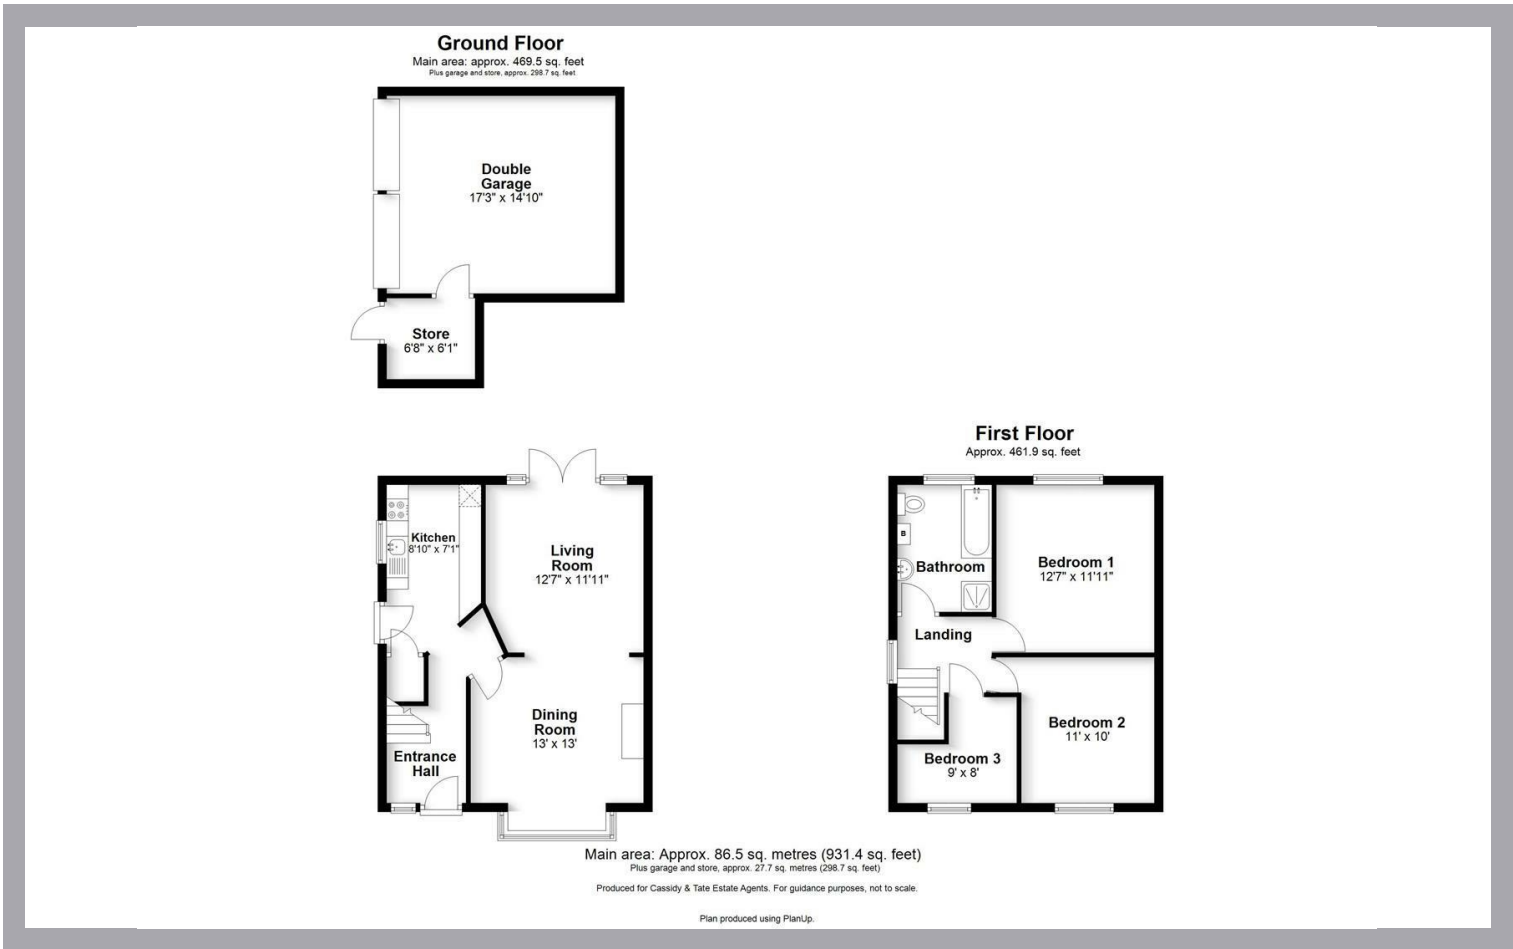 Ground Floor
Main area: approx. 469.5 sq. feet
Plus garage and store, approx. 298.7 sq. feet
Double
Garage
17'3" x 14'10"
Store
6'8" x 6'1"
Kitchen
8'10" x 7'1"
Living
Room
12'7" x 11'11"
Dining
Room
13' x 13'
Entrance
Hall
First Floor
Approx. 461.9 sq. feet
Bathroom
Bedroom 1
12'7" x 11'11"
Landing
Bedroom 2
11' x 10'
Bedroom 3
9' x 8'
Main area: Approx. 86.5 sq. metres (931.4 sq. feet)
Plus garage and store, approx. 27.7 sq. metres (298.7 sq. feet)
Produced for Cassidy & Tate Estate Agents. For guidance purposes, not to scale.
Plan produced using PlanUp.